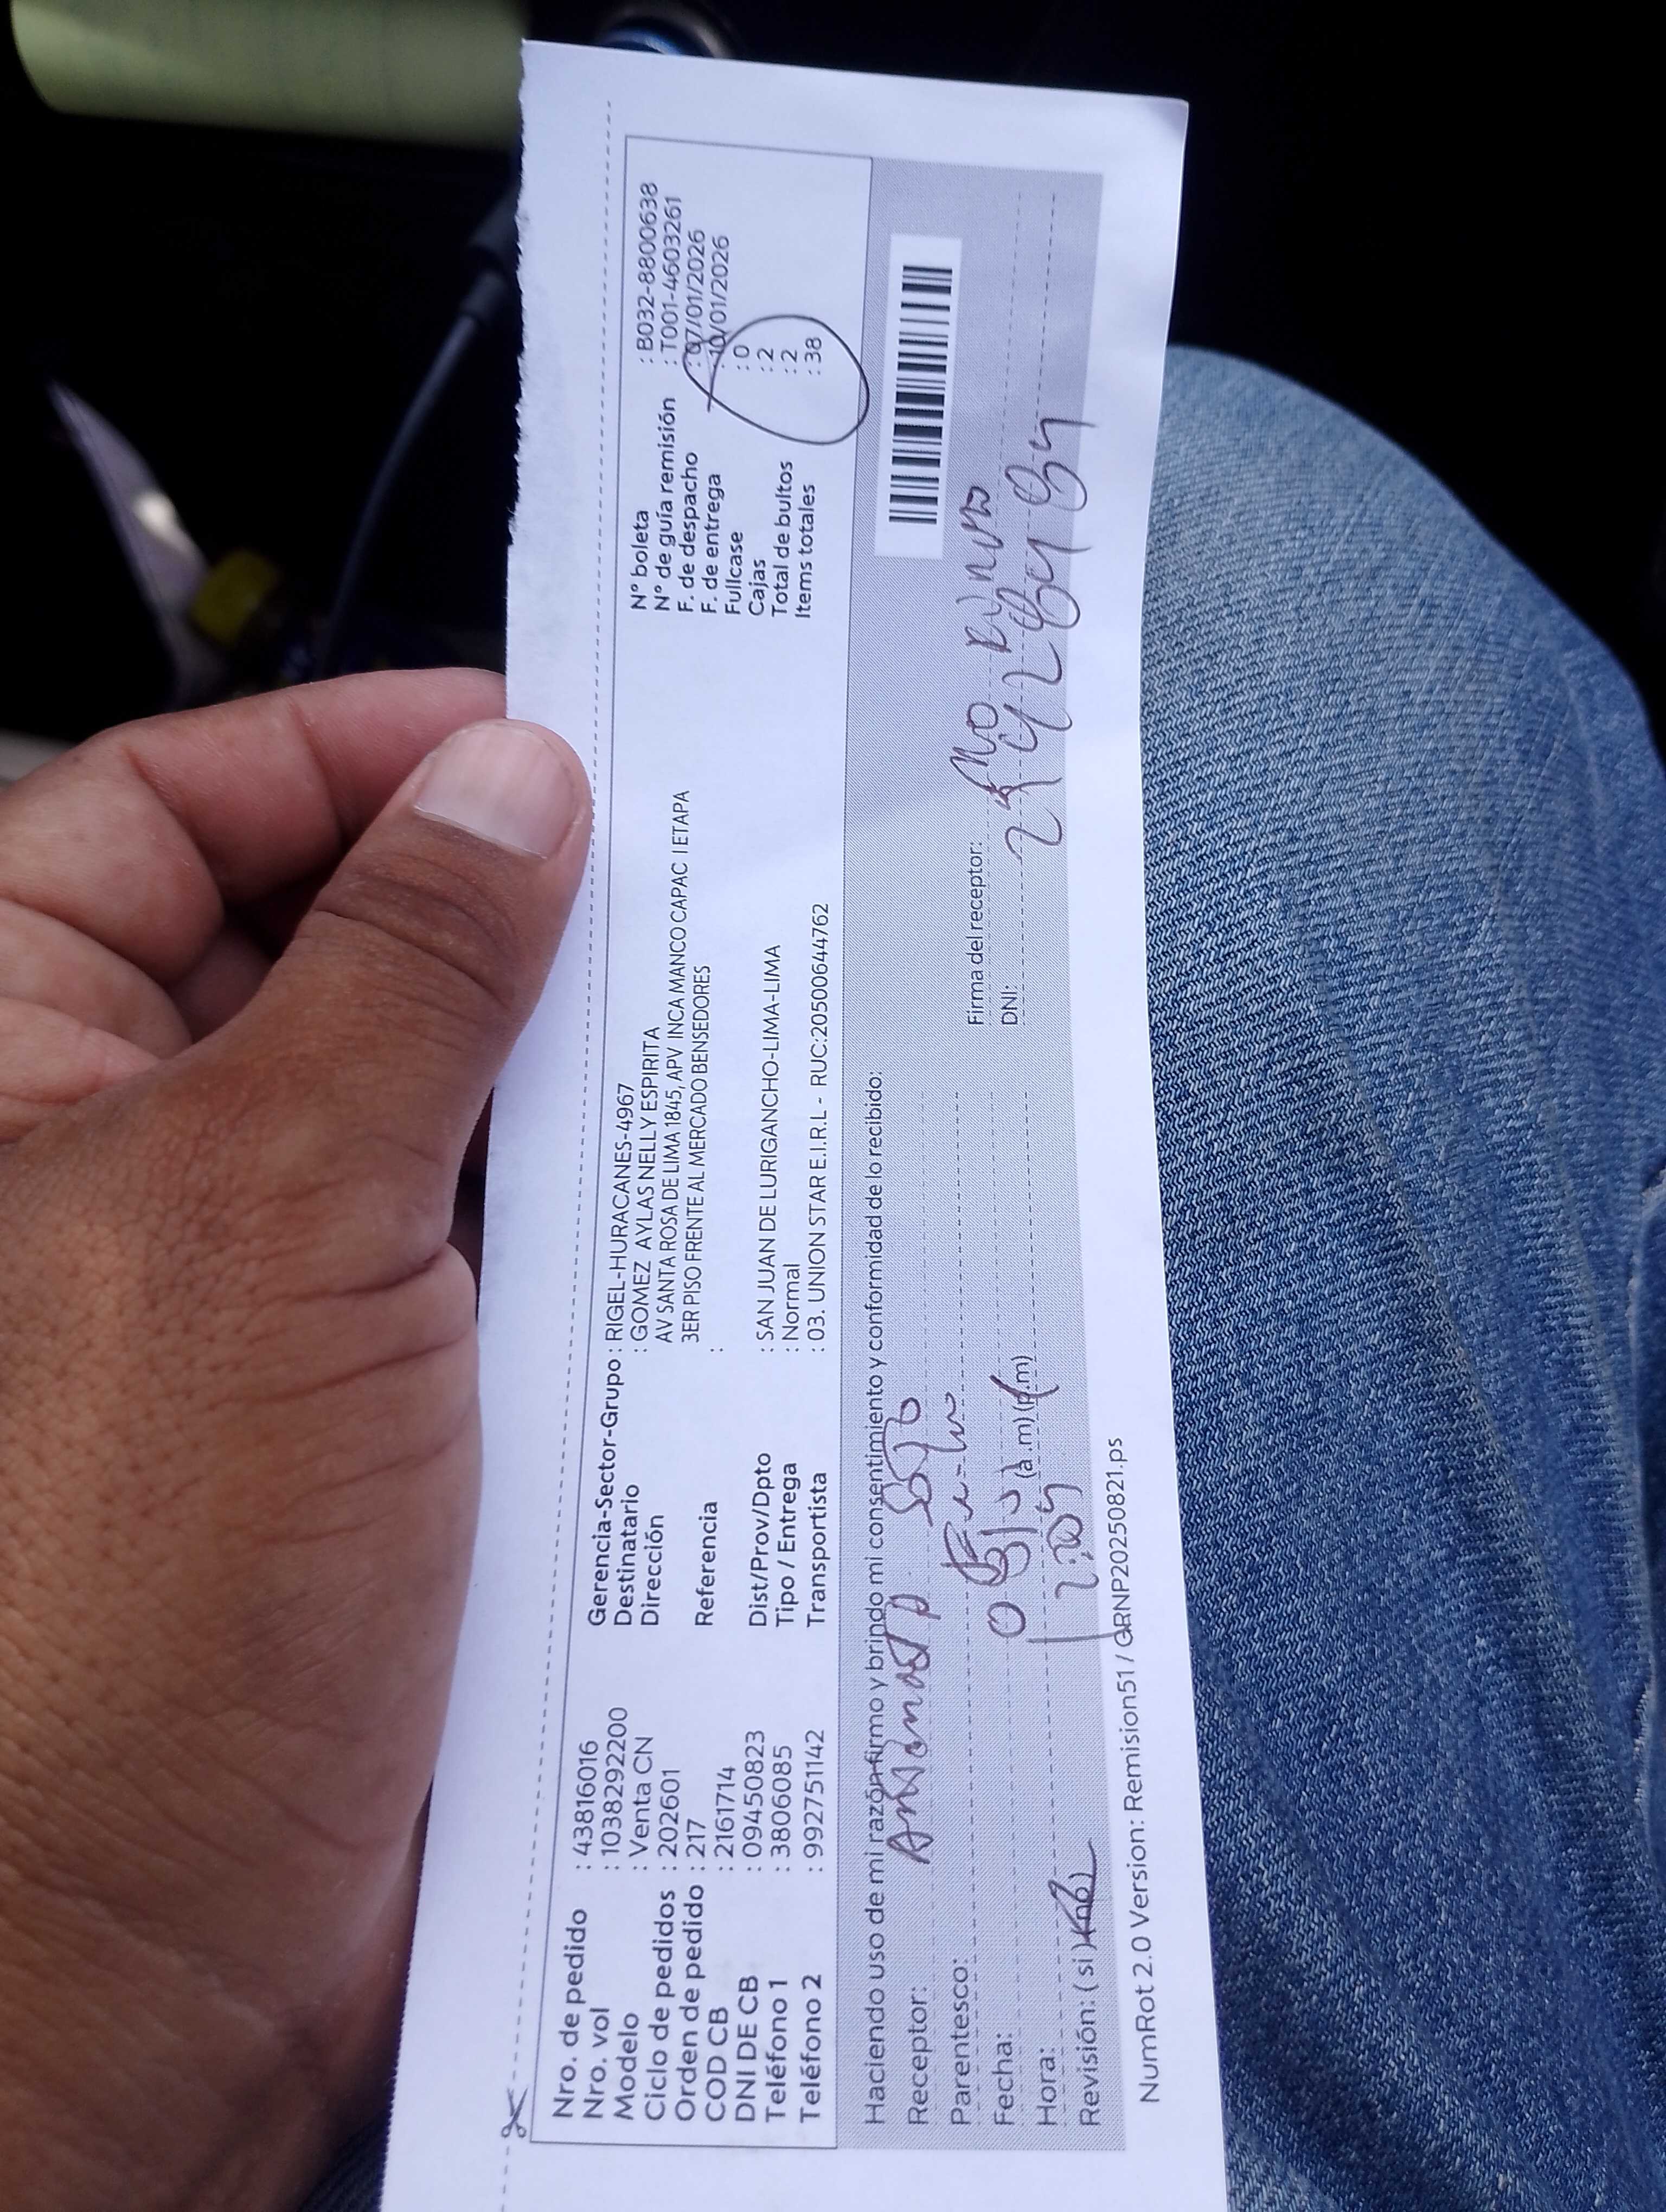 Nro. de pedido : 43816016
Nro. vol : 10382922200
Modelo : Venta CN
Ciclo de pedidos : 202601
Orden de pedido : 217
COD CB : 2161714
DNI DE CB : 09450823
Teléfono 1 : 3806085
Teléfono 2 : 992751142
Gerencia-Sector-Grupo : RIGEL-HURACANES-4967
Destinatario : GOMEZ AYLAS NELLY ESPIRITA
Dirección AV SANTA ROSA DE LIMA 1845, APV INCA MANCO CAPAC I ETAPA
3ER PISO FRENTE AL MERCADO BENSEDORES
Referencia :
Dist/Prov/Dpto : SAN JUAN DE LURIGANCHO-LIMA-LIMA
Tipo / Entrega : Normal
Transportista : 03. UNION STAR E.I.R.L - RUC:20500644762
N° boleta : B032-8800638
N° de guía remisión : T001-4603261
F. de despacho : 07/01/2026
F. de entrega : 10/01/2026
Fullcase : 0
Cajas : 2
Total de bultos : 2
Items totales : 38
Haciendo uso de mi razón firmo y brindo mi consentimiento y conformidad de lo recibido:
Receptor: Soto
Parentesco:
Fecha:
Hora: (a.m) (p.m)
Revisión: ( si ) (no)
Firma del receptor:
DNI:
NumRot 2.0 Version: Remision51 / GRNP20250821.ps